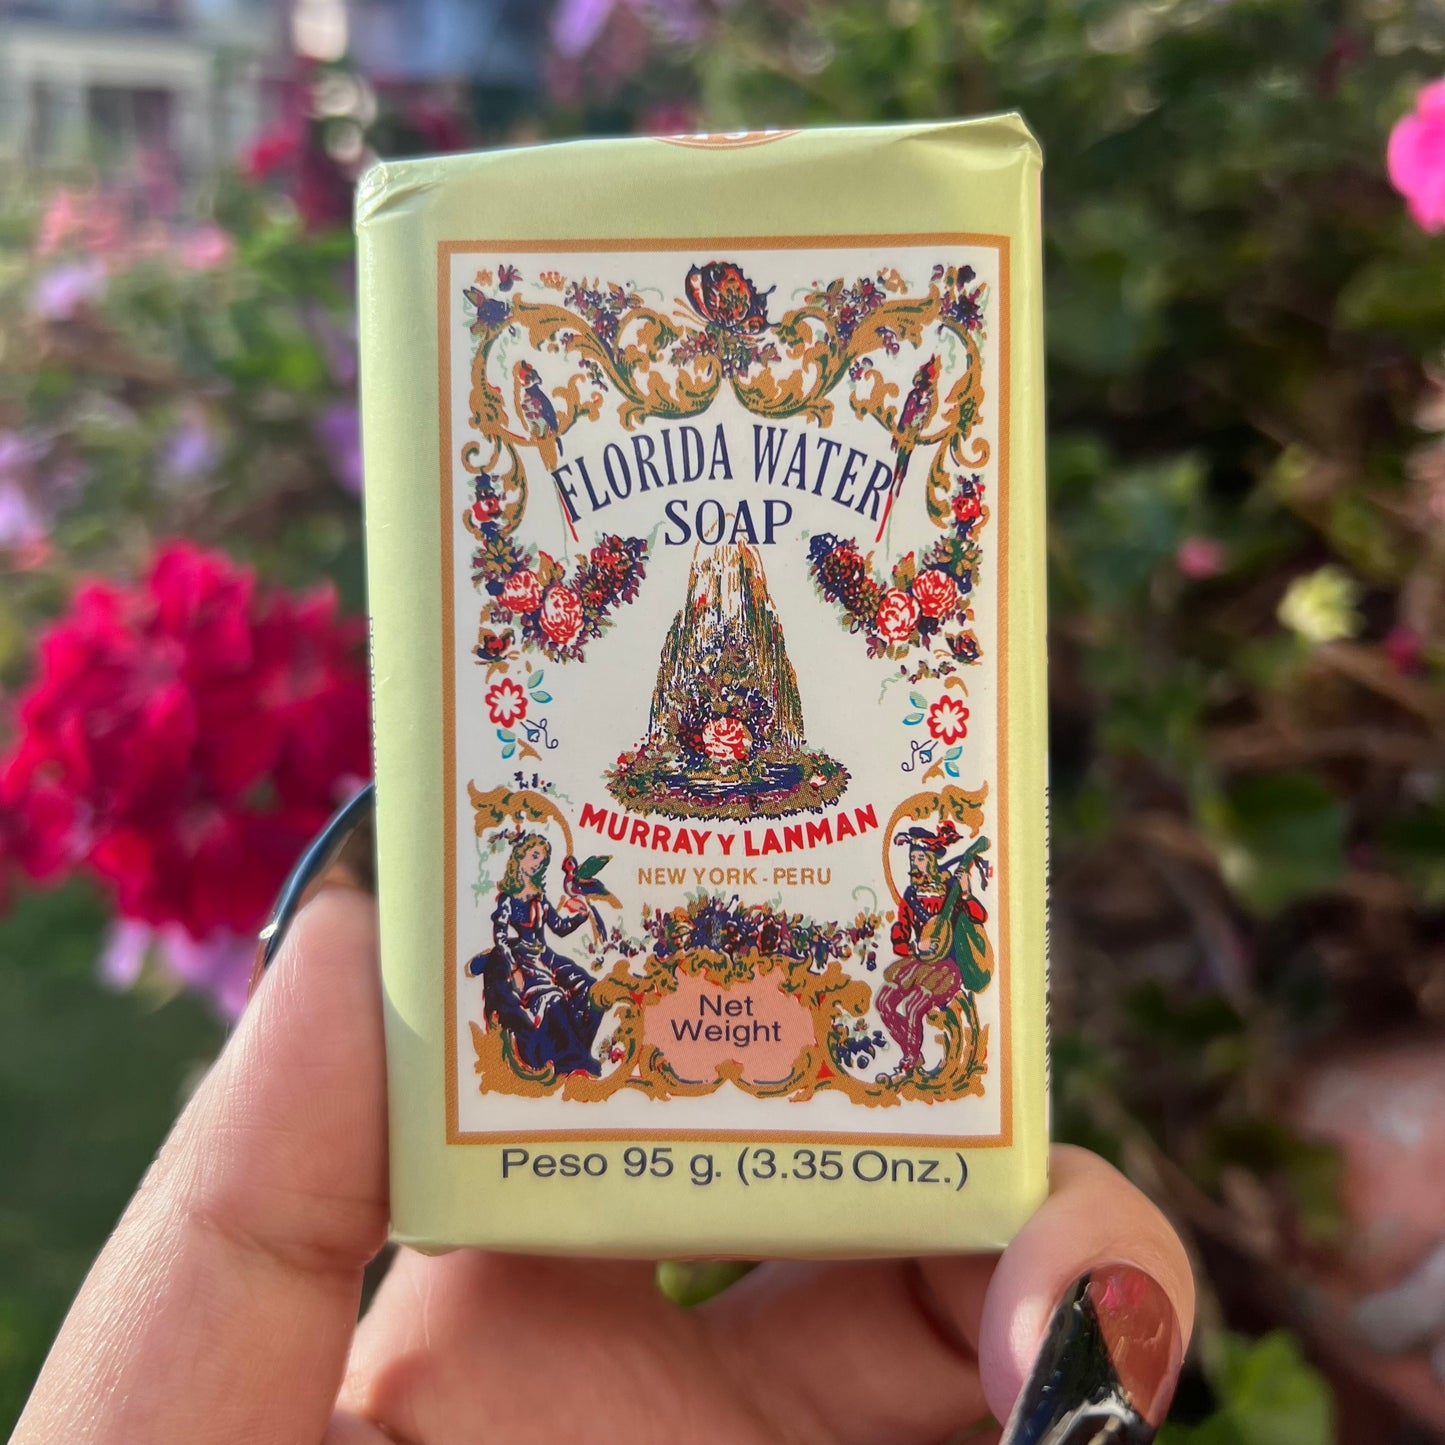 FLORIDA WATER
SOAP
MURRAY Y LANMAN
NEW YORK - PERU
Net
Weight
Peso 95 g. (3.35 Onz.)